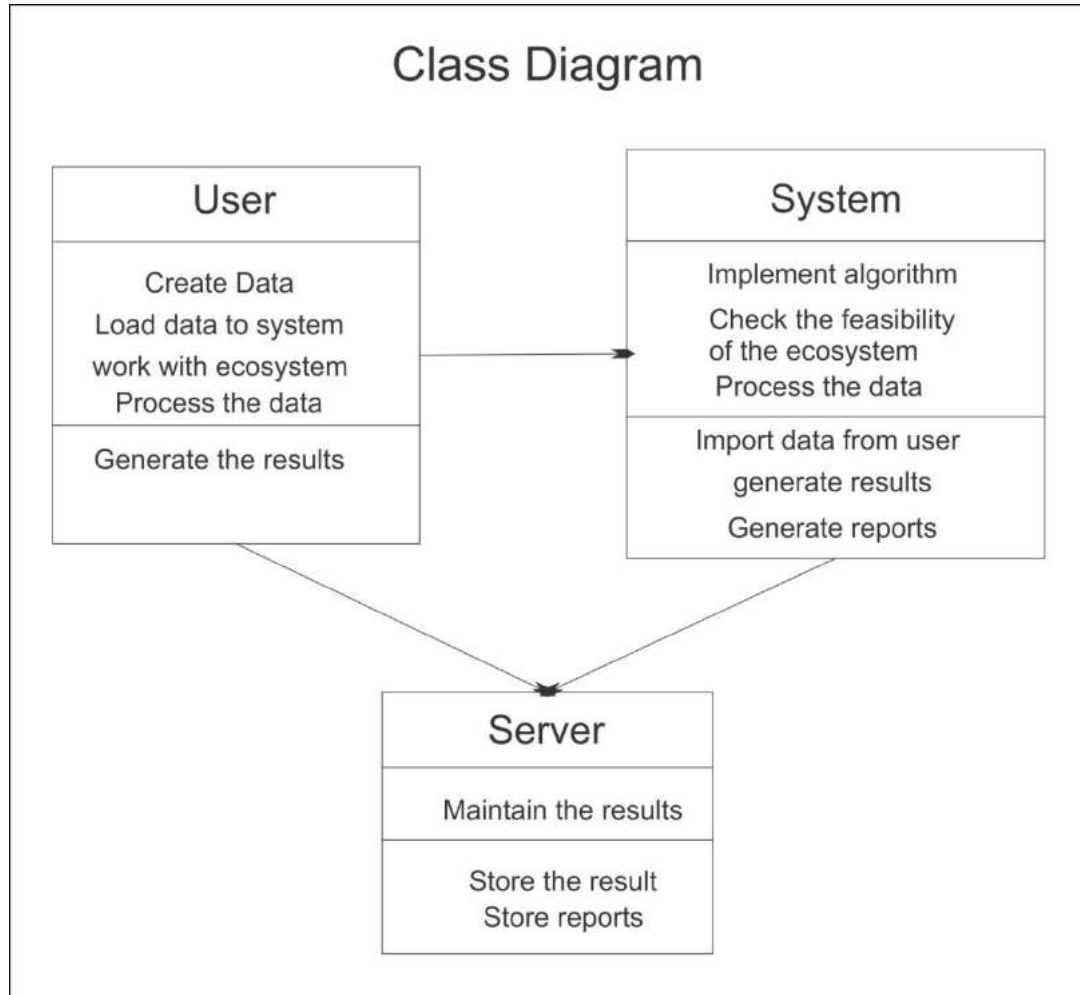 Class Diagram
User
Create Data
Load data to system
work with ecosystem
Process the data
Generate the results
System
Implement algorithm
Check the feasibility
of the ecosystem
Process the data
Import data from user
generate results
Generate reports
Server
Maintain the results
Store the result
Store reports